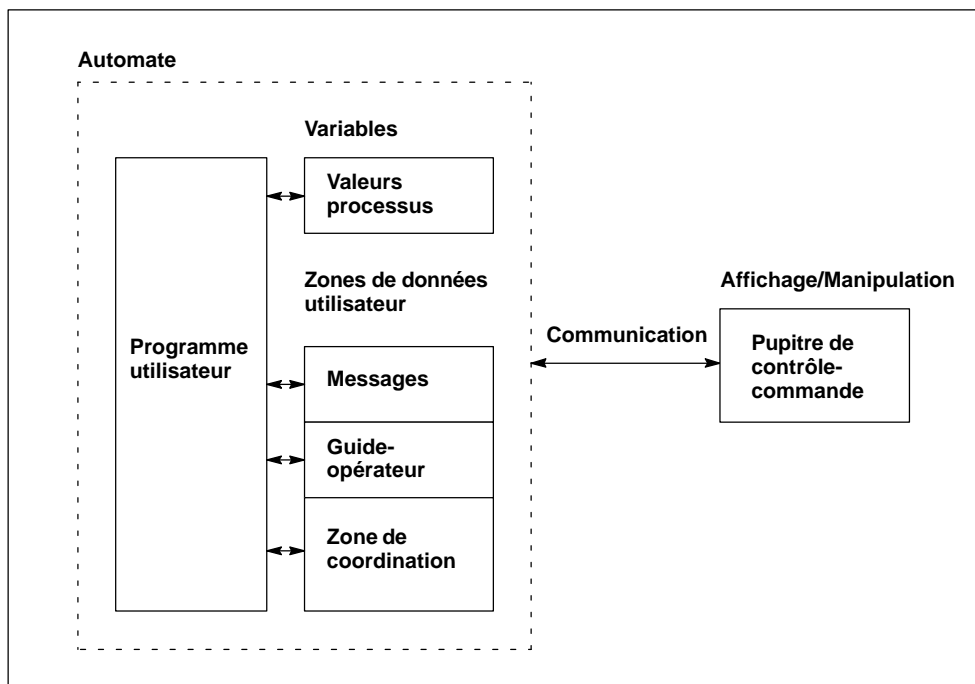 Automate
Variables
Valeurs
processus
Zones de données
utilisateur
Programme
utilisateur
Messages
Guide-
opérateur
Zone de
coordination
Communication
Affichage/Manipulation
Pupitre de
contrôle-
commande